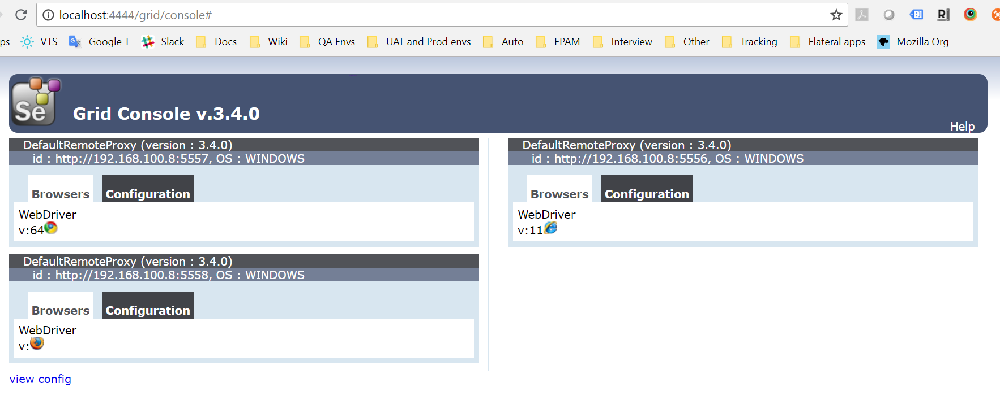 localhost:4444/grid/console#
ps VTS Google T Slack Docs Wiki QA Envs UAT and Prod envs Auto EPAM Interview Other Tracking Elateral apps Mozilla Org
Se
Grid Console v.3.4.0
Help
DefaultRemoteProxy (version : 3.4.0)
id : http://192.168.100.8:5557, OS : WINDOWS
Browsers Configuration
WebDriver
v:64
DefaultRemoteProxy (version : 3.4.0)
id : http://192.168.100.8:5558, OS : WINDOWS
Browsers Configuration
WebDriver
v:
view config
DefaultRemoteProxy (version : 3.4.0)
id : http://192.168.100.8:5556, OS : WINDOWS
Browsers Configuration
WebDriver
v:11